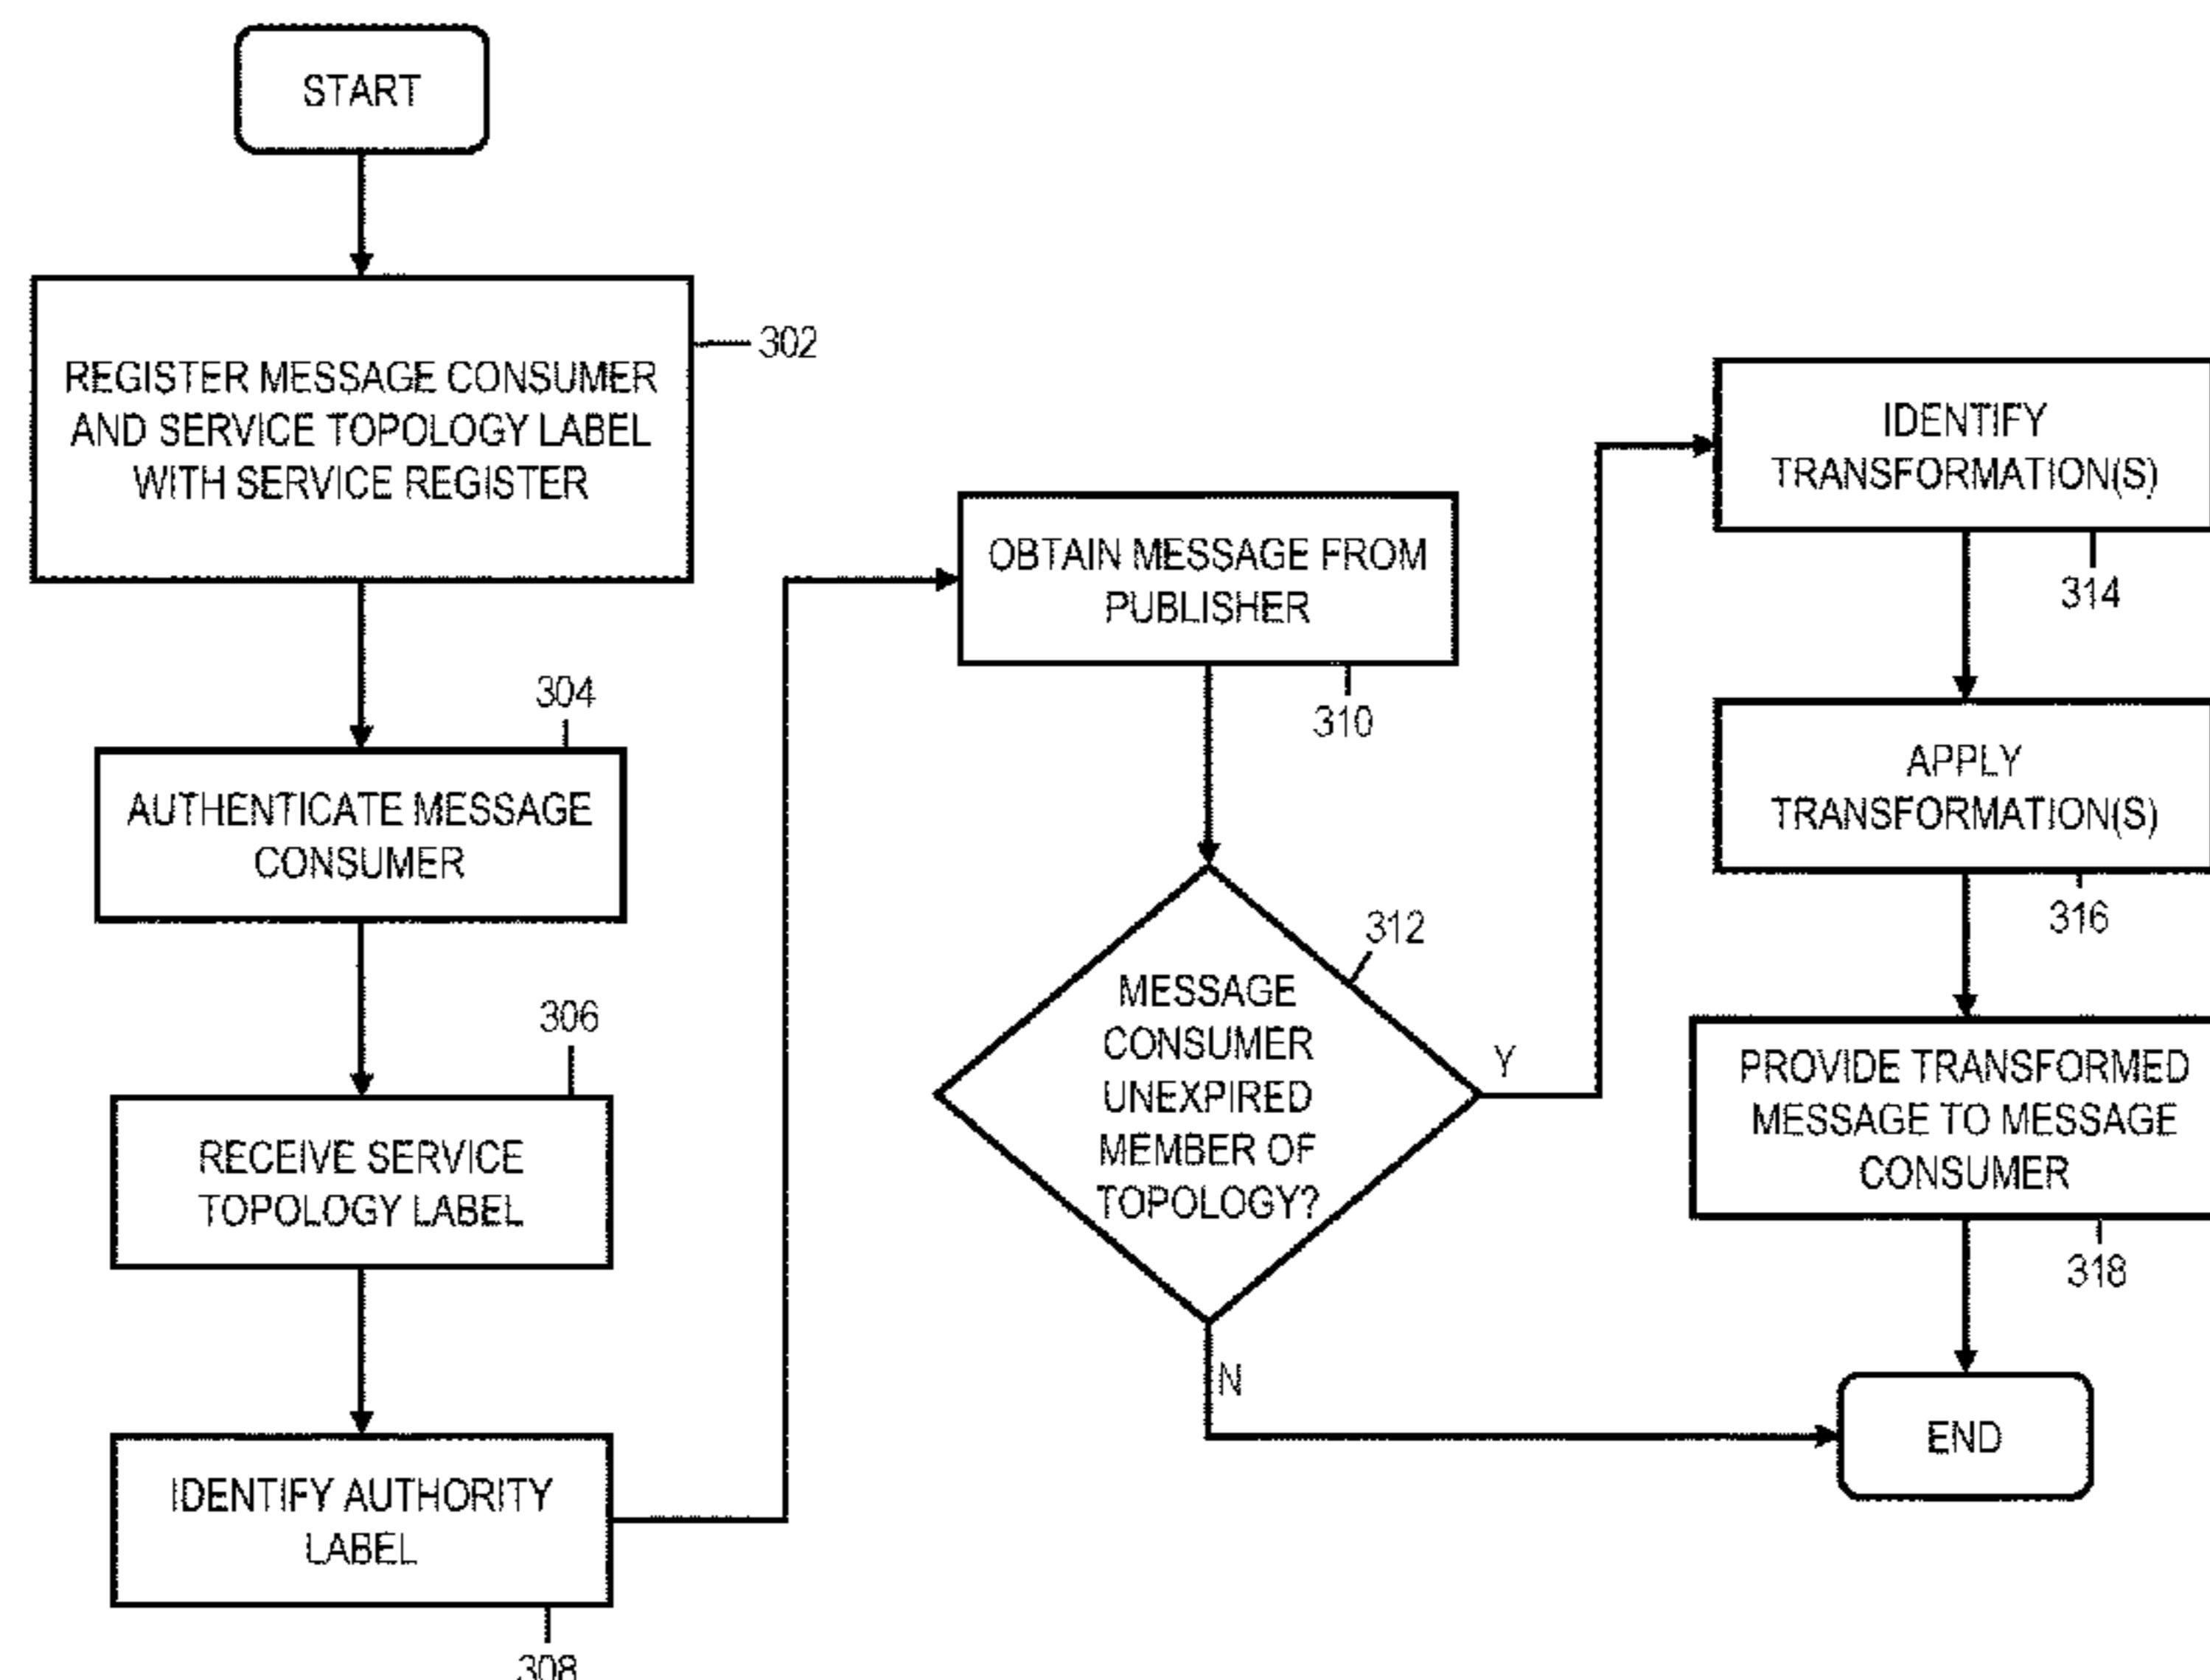 START
REGISTER MESSAGE CONSUMER
AND SERVICE TOPOLOGY LABEL
WITH SERVICE REGISTER
302
304
AUTHENTICATE MESSAGE
CONSUMER
306
RECEIVE SERVICE
TOPOLOGY LABEL
IDENTIFY AUTHORITY
LABEL
308
OBTAIN MESSAGE FROM
PUBLISHER
310
312
MESSAGE
CONSUMER
UNEXPIRED
MEMBER OF
TOPOLOGY?
Y
N
IDENTIFY
TRANSFORMATION(S)
314
APPLY
TRANSFORMATION(S)
316
PROVIDE TRANSFORMED
MESSAGE TO MESSAGE
CONSUMER
318
END